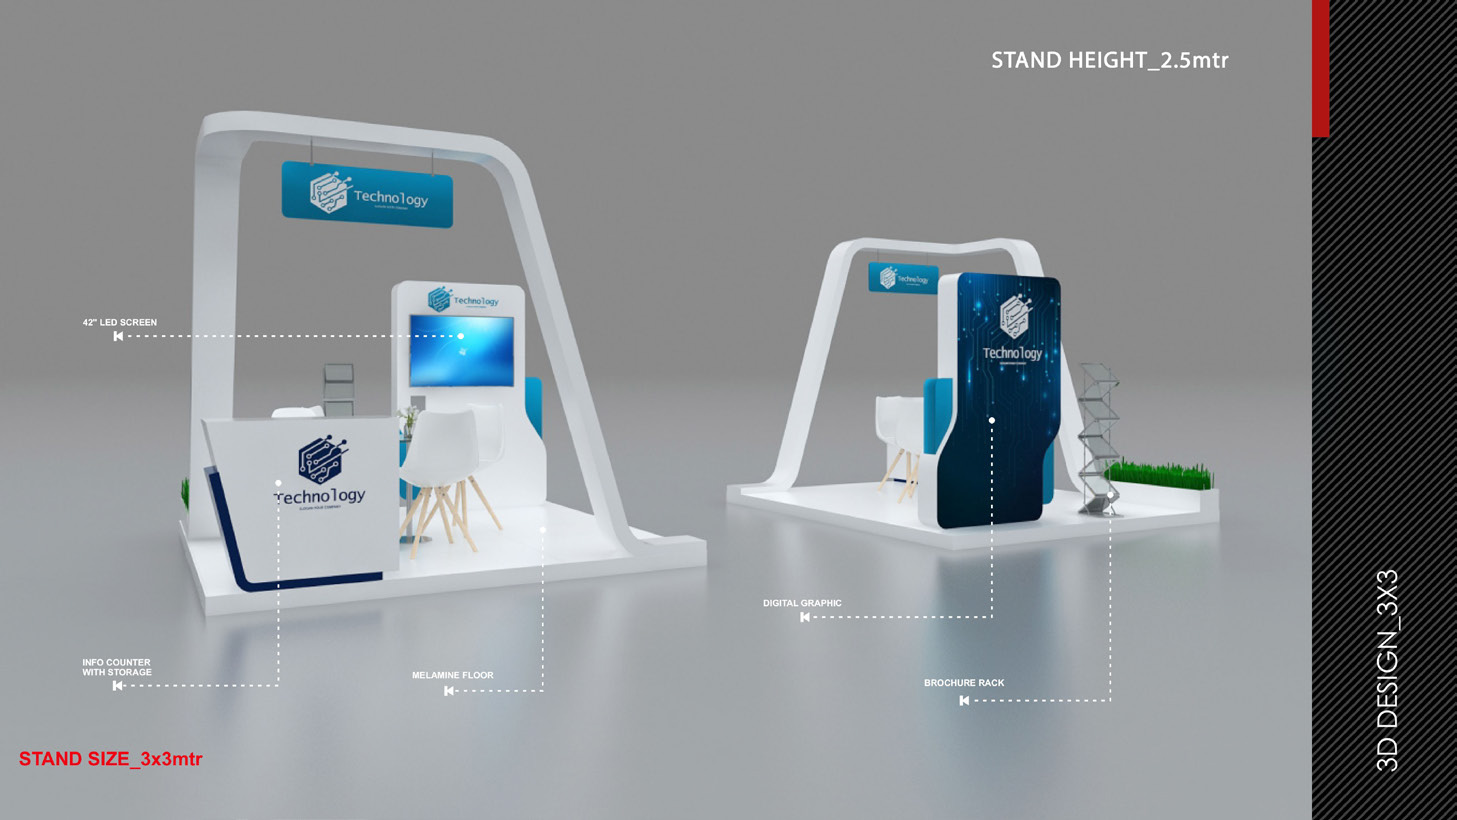 STAND HEIGHT_2.5mtr
Technology
Technology
42" LED SCREEN
Technology
INFO COUNTER
WITH STORAGE
MELAMINE FLOOR
STAND SIZE_3x3mtr
Technology
Technology
DIGITAL GRAPHIC
BROCHURE RACK
3D DESIGN_3X3